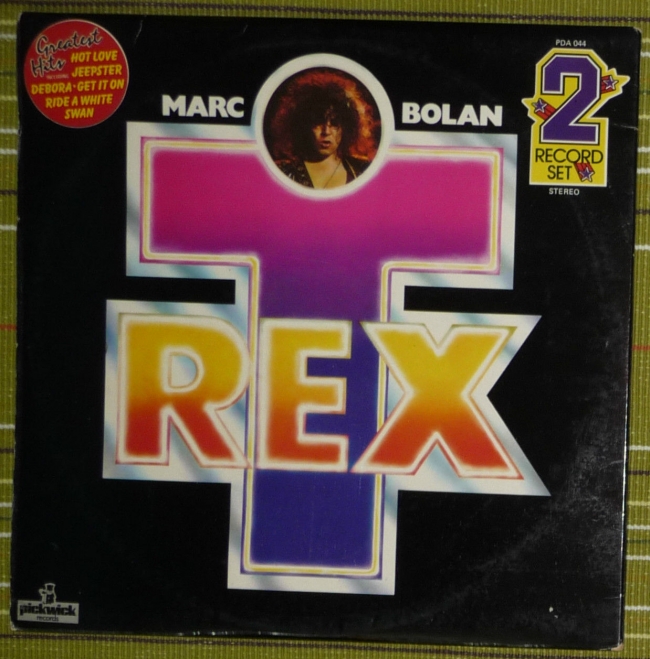 Greatest
Hits INCLUDING HOT LOVE
JEEPSTER
DEBORA · GET IT ON
RIDE A WHITE
SWAN
MARC BOLAN
PDA 044
2
RECORD
SET
STEREO
T
REX
pickwick
records